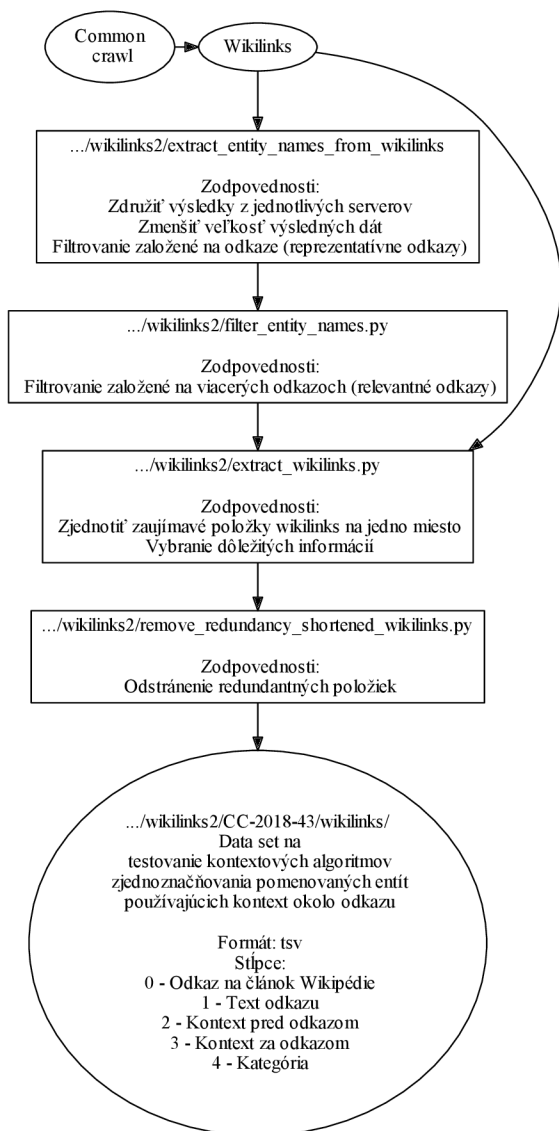 Common
crawl
Wikilinks
.../wikilinks2/extract_entity_names_from_wikilinks
Zodpovednosti:
Združiť výsledky z jednotlivých serverov
Zmenšiť veľkosť výsledných dát
Filtrovanie založené na odkaze (reprezentatívne odkazy)
.../wikilinks2/filter_entity_names.py
Zodpovednosti:
Filtrovanie založené na viacerých odkazoch (relevantné odkazy)
.../wikilinks2/extract_wikilinks.py
Zodpovednosti:
Zjednotiť zaujímavé položky wikilinks na jedno miesto
Vybranie dôležitých informácií
.../wikilinks2/remove_redundancy_shortened_wikilinks.py
Zodpovednosti:
Odstránenie redundantných položiek
.../wikilinks2/CC-2018-43/wikilinks/
Data set na
testovanie kontextových algoritmov
zjednoznačňovania pomenovaných entít
používajúcich kontext okolo odkazu
Formát: tsv
Stĺpce:
0 - Odkaz na článok Wikipédie
1 - Text odkazu
2 - Kontext pred odkazom
3 - Kontext za odkazom
4 - Kategória